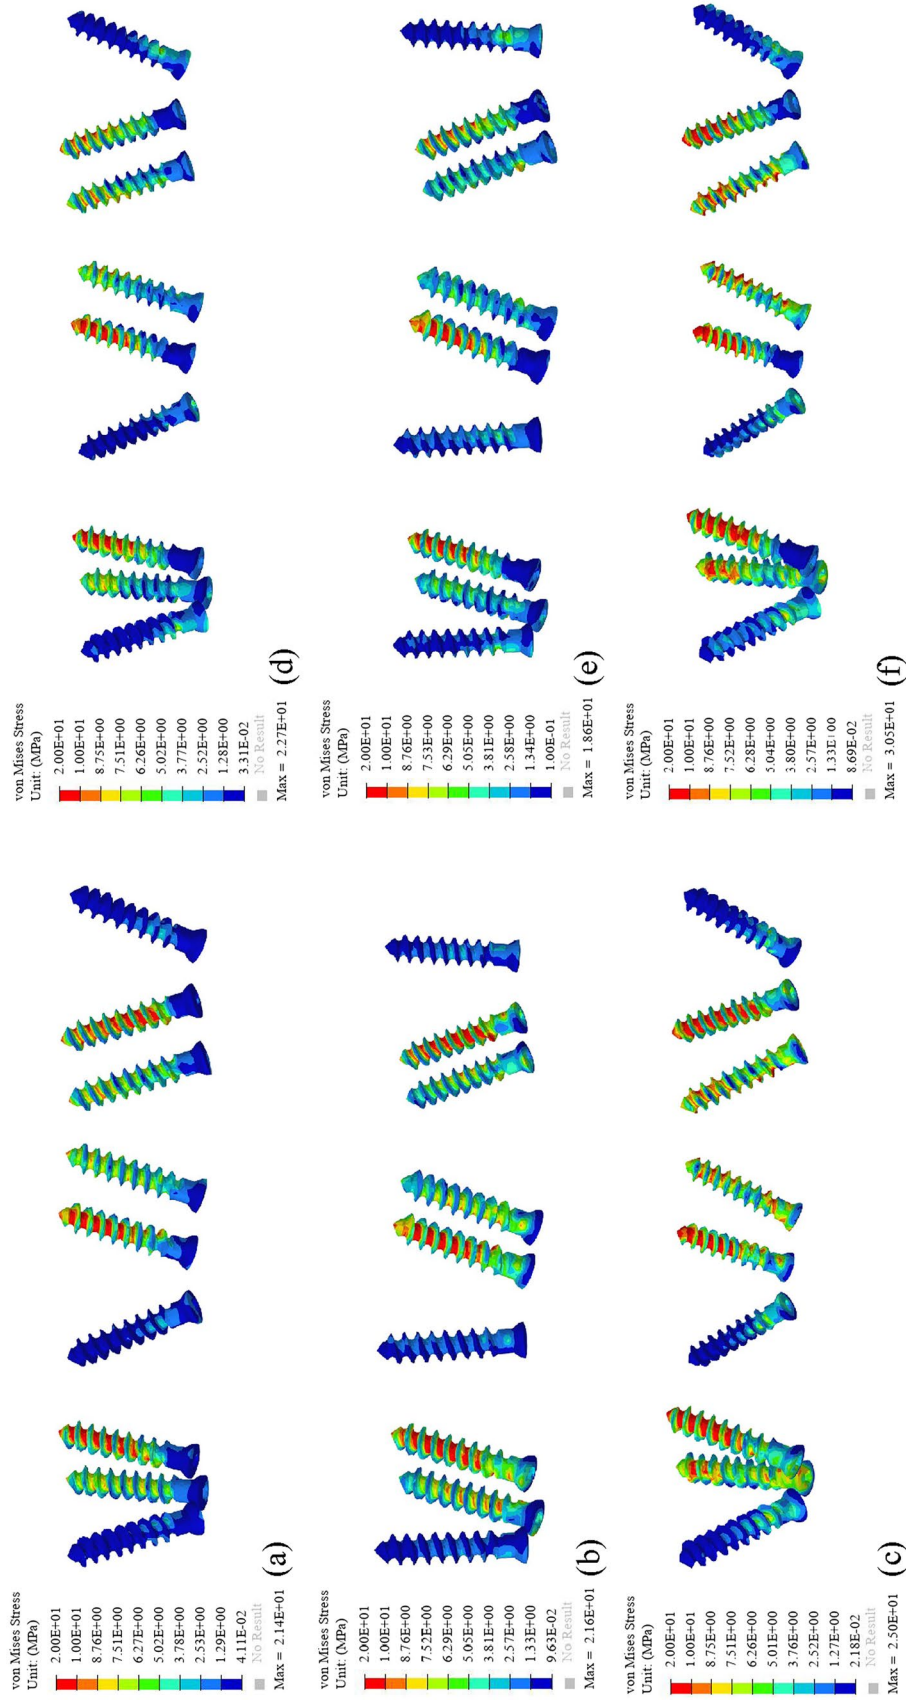 von Mises Stress
Unit: (MPa)
2.00E+01
1.00E+01
8.76E+00
7.51E+00
6.27E+00
5.02E+00
3.78E+00
2.53E+00
1.29E+00
4.11E-02
No Result
Max = 2.14E+01
(a)
von Mises Stress
Unit: (MPa)
2.00E+01
1.00E+01
8.76E+00
7.52E+00
6.29E+00
5.05E+00
3.81E+00
2.57E+00
1.33E+00
9.63E-02
No Result
Max = 2.16E+01
(b)
von Mises Stress
Unit: (MPa)
2.00E+01
1.00E+01
8.75E+00
7.51E+00
6.26E+00
5.01E+00
3.76E+00
2.52E+00
1.27E+00
2.18E-02
No Result
Max = 2.50E+01
(c)
von Mises Stress
Unit: (MPa)
2.00E+01
1.00E+01
8.75E+00
7.51E+00
6.26E+00
5.02E+00
3.77E+00
2.52E+00
1.28E+00
3.31E-02
No Result
Max = 2.27E+01
(d)
von Mises Stress
Unit: (MPa)
2.00E+01
1.00E+01
8.76E+00
7.53E+00
6.29E+00
5.05E+00
3.81E+00
2.58E+00
1.34E+00
1.00E-01
No Result
Max = 1.86E+01
(e)
von Mises Stress
Unit: (MPa)
2.00E+01
1.00E+01
8.76E+00
7.52E+00
6.28E+00
5.04E+00
3.80E+00
2.57E+00
1.33E+00
8.69E-02
No Result
Max = 3.05E+01
(f)